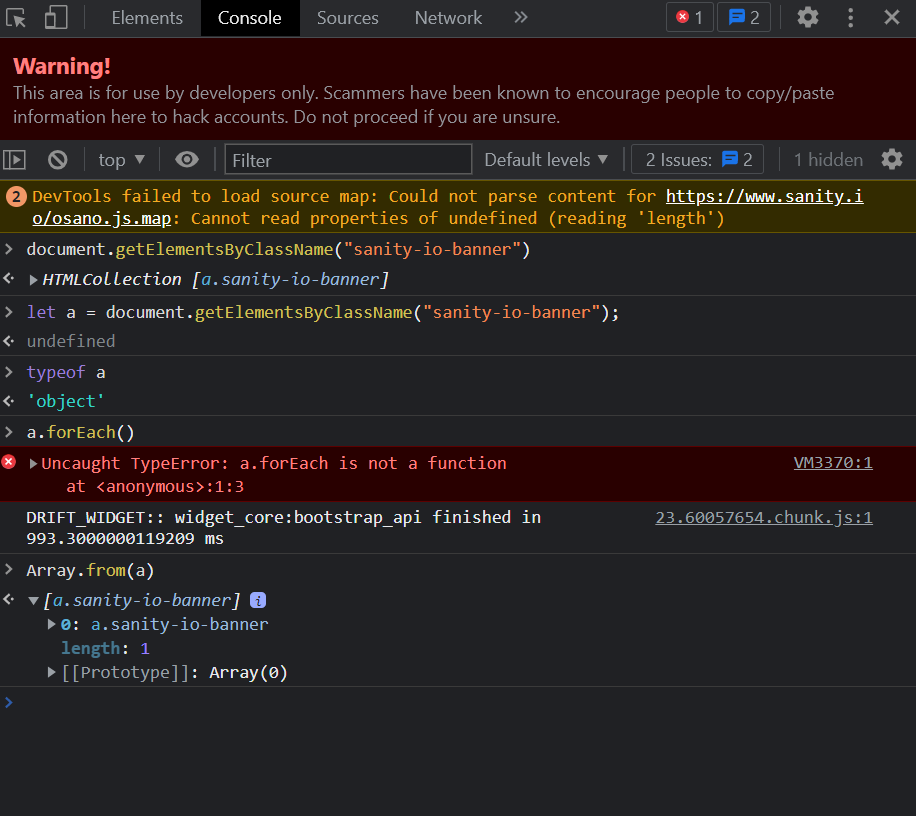 Elements Console Sources Network » 1 2
Warning!
This area is for use by developers only. Scammers have been known to encourage people to copy/paste
information here to hack accounts. Do not proceed if you are unsure.
top ▼ Filter Default levels ▼ 2 Issues: 2 1 hidden
2 DevTools failed to load source map: Could not parse content for https://www.sanity.i
o/osano.js.map: Cannot read properties of undefined (reading 'length')
> document.getElementsByClassName("sanity-io-banner")
<· ▶ HTMLCollection [a.sanity-io-banner]
> let a = document.getElementsByClassName("sanity-io-banner");
<· undefined
> typeof a
<· 'object'
> a.forEach()
▶ Uncaught TypeError: a.forEach is not a function VM3370:1
at <anonymous>:1:3
DRIFT_WIDGET:: widget_core:bootstrap_api finished in 23.60057654.chunk.js:1
993.3000000119209 ms
> Array.from(a)
<· ▼ [a.sanity-io-banner] i
▶ 0: a.sanity-io-banner
length: 1
▶ [[Prototype]]: Array(0)
>